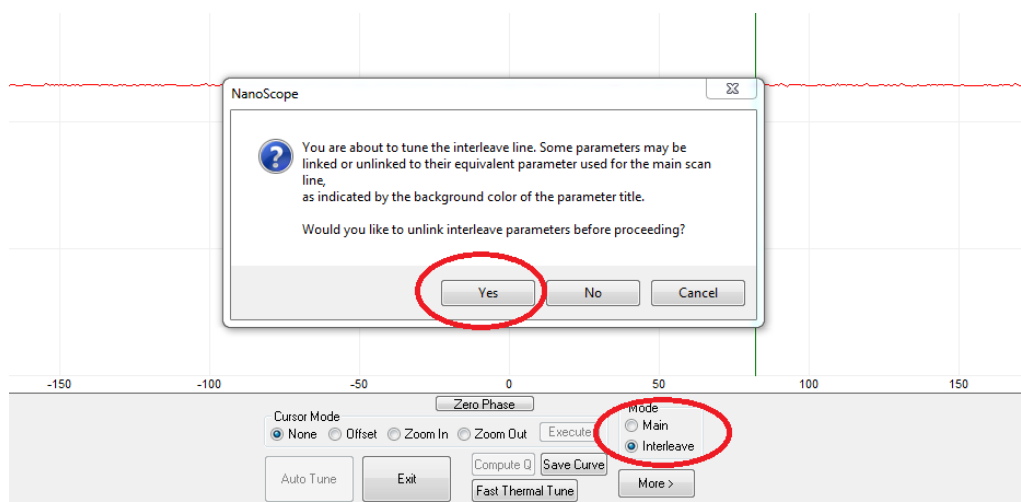 NanoScope
You are about to tune the interleave line. Some parameters may be
linked or unlinked to their equivalent parameter used for the main scan
line,
as indicated by the background color of the parameter title.
Would you like to unlink interleave parameters before proceeding?
Yes No Cancel
-150 -100 -50 0 50 100 150
Zero Phase
Cursor Mode
None Offset Zoom In Zoom Out Execute
Mode
Main
Interleave
Auto Tune
Exit
Compute Q Save Curve
Fast Thermal Tune
More >